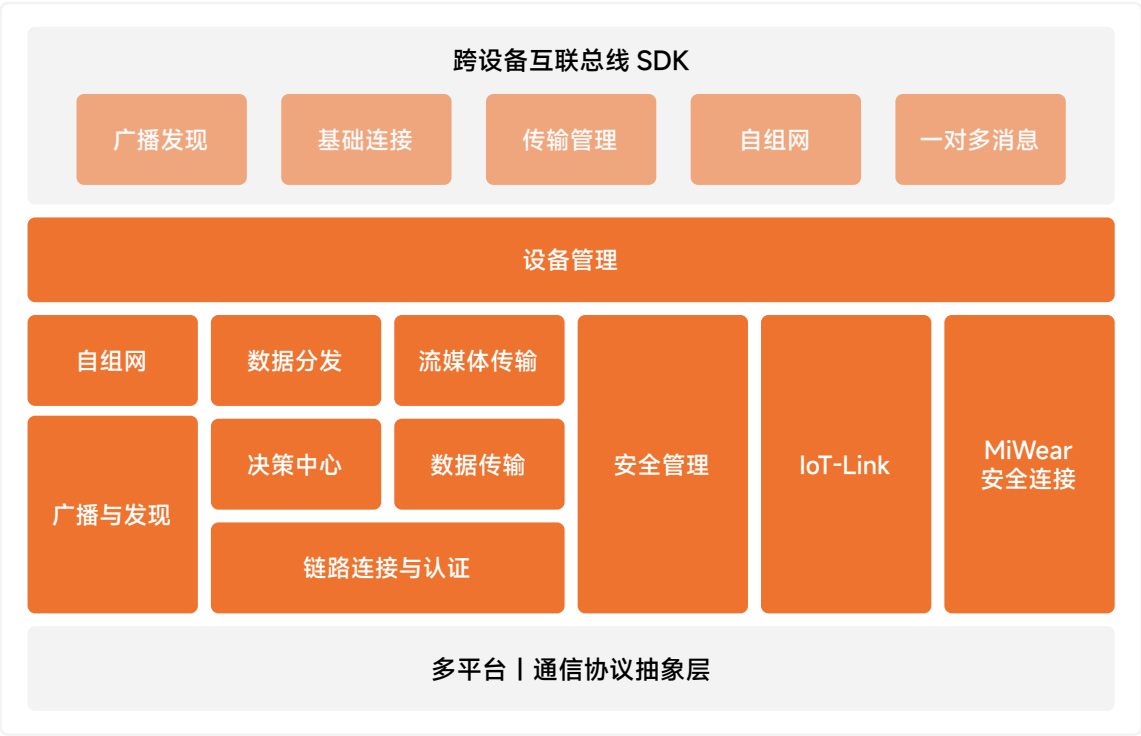 跨设备互联总线 SDK
广播发现
基础连接
传输管理
自组网
一对多消息
设备管理
自组网
数据分发
流媒体传输
广播与发现
决策中心
数据传输
链路连接与认证
安全管理
IoT-Link
MiWear
安全连接
多平台丨通信协议抽象层